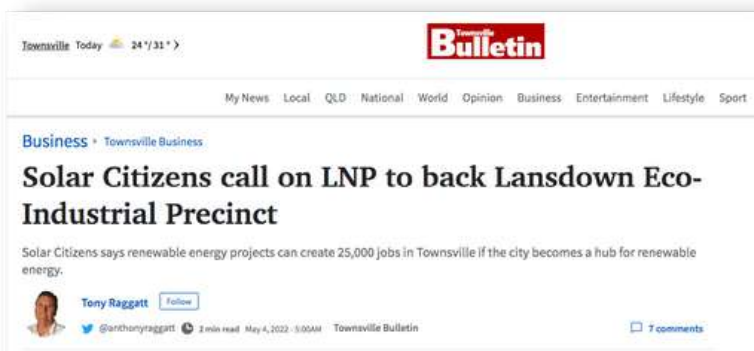 Townsville Today 24°/31° >
Townsville
Bulletin
My News Local QLD National World Opinion Business Entertainment Lifestyle Sport
Business › Townsville Business
Solar Citizens call on LNP to back Lansdown Eco-
Industrial Precinct
Solar Citizens says renewable energy projects can create 25,000 jobs in Townsville if the city becomes a hub for renewable
energy.
Tony Raggatt Follow
@anthonyraggatt 2 min read May 4, 2022 - 5:00AM Townsville Bulletin 7 comments